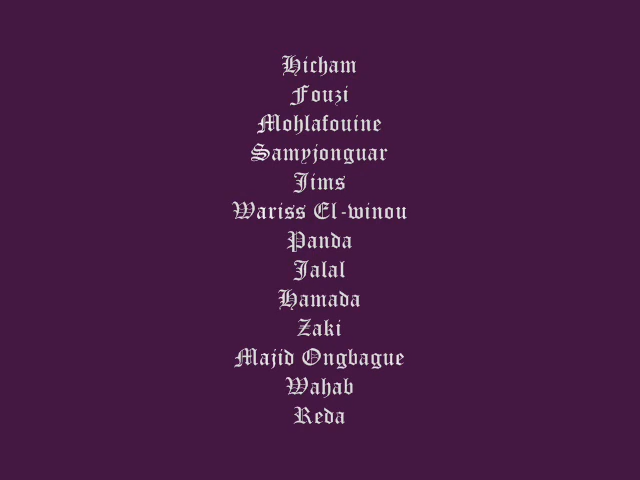 Hicham
Fouzi
Mohlafouine
Samyjonguar
Jims
Wariss El-winou
Panda
Jalal
Hamada
Zaki
Majid Ongbague
Wahab
Reda